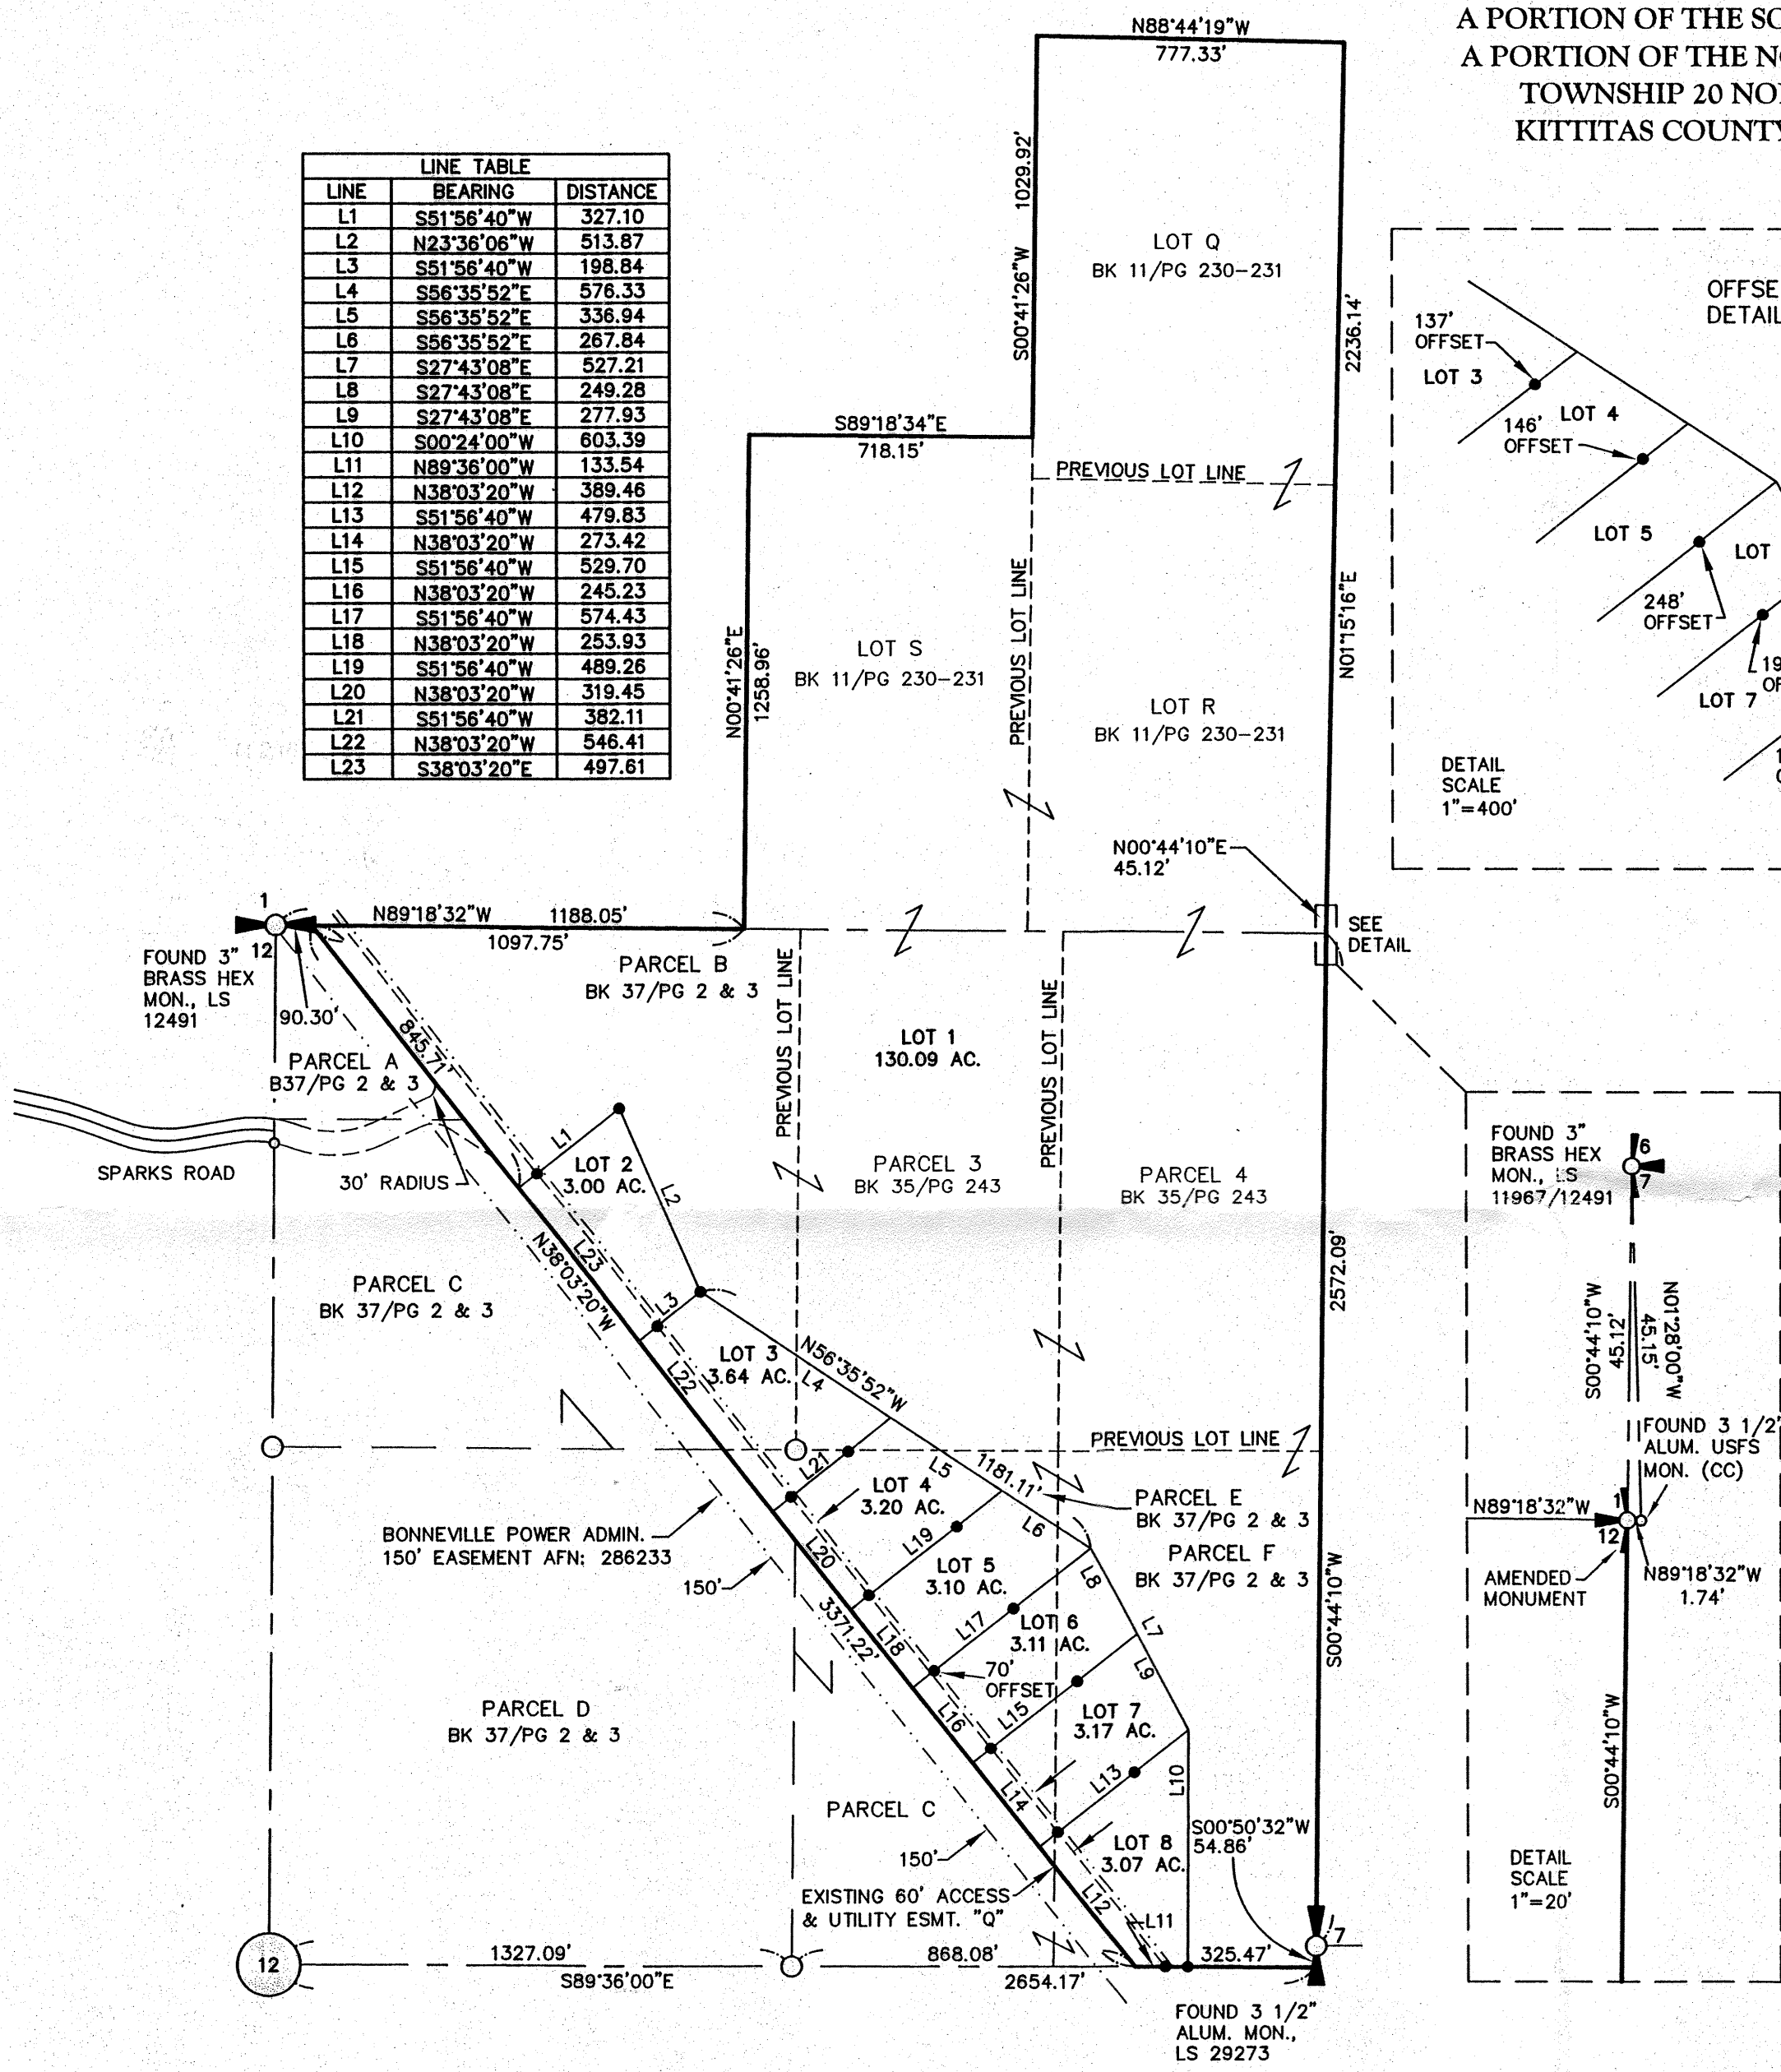 A PORTION OF THE
A PORTION OF THE
TOWNSHIP 20
KITTITAS COUNTY
N88°44'19"W
777.33'
LINE TABLE
LINE BEARING DISTANCE
L1 S51°56'40"W 327.10
L2 N23°36'06"W 513.87
L3 S51°56'40"W 198.84
L4 S56°35'52"E 576.33
L5 S56°35'52"E 336.94
L6 S56°35'52"E 267.84
L7 S27°43'08"E 527.21
L8 S27°43'08"E 249.28
L9 S27°43'08"E 277.93
L10 S00°24'00"W 603.39
L11 N89°36'00"W 133.54
L12 N38°03'20"W 389.46
L13 S51°56'40"W 479.83
L14 N38°03'20"W 273.42
L15 S51°56'40"W 529.70
L16 N38°03'20"W 245.23
L17 S51°56'40"W 574.43
L18 N38°03'20"W 253.93
L19 S51°56'40"W 489.26
L20 N38°03'20"W 319.45
L21 S51°56'40"W 382.11
L22 N38°03'20"W 546.41
L23 S38°03'20"E 497.61
S00°41'26"W 1029.92'
LOT Q
BK 11/PG 230-231
2236.14'
N01°15'16"E
S89°18'34"E
718.15'
PREVIOUS LOT LINE
PREVIOUS LOT LINE
N00°41'26"E
1258.96'
LOT S
BK 11/PG 230-231
LOT R
BK 11/PG 230-231
N00°44'10"E
45.12'
SEE
DETAIL
OFFSE
DETAIL
137'
OFFSET
LOT 3
LOT 4
146'
OFFSET
LOT 5
LOT
248'
OFFSET
LOT 7
DETAIL
SCALE
1"=400'
1
12
N89°18'32"W 1188.05'
1097.75'
FOUND 3"
BRASS HEX
MON., LS
12491
90.30'
PARCEL B
BK 37/PG 2 & 3
PREVIOUS LOT LINE
PREVIOUS LOT LINE
LOT 1
130.09 AC.
PARCEL A
B37/PG 2 & 3
845.71'
SPARKS ROAD
30' RADIUS
L1
LOT 2
3.00 AC.
L2
L23
N38°03'20"W
L3
PARCEL 3
BK 35/PG 243
PARCEL 4
BK 35/PG 243
2572.09'
S00°44'10"W
PARCEL C
BK 37/PG 2 & 3
LOT 3
3.64 AC.
L22
N56°35'52"W
L4
PREVIOUS LOT LINE
L21
L5
1181.11'
LOT 4
3.20 AC.
PARCEL E
BK 37/PG 2 & 3
L6
L19
PARCEL F
BK 37/PG 2 & 3
BONNEVILLE POWER ADMIN.
150' EASEMENT AFN: 286233
L20
150'
LOT 5
3.10 AC.
L8
3371.22'
L18
L17
LOT 6
3.11 AC.
L7
L9
70'
OFFSET
L16
L15
LOT 7
3.17 AC.
PARCEL D
BK 37/PG 2 & 3
L14
L13
L10
PARCEL C
150'
S00°50'32"W
54.86'
LOT 8
3.07 AC.
EXISTING 60' ACCESS
& UTILITY ESMT. "Q"
L12
L11
12
1327.09'
S89°36'00"E
868.08'
2654.17'
325.47'
7
FOUND 3 1/2"
ALUM. MON.,
LS 29273
FOUND 3"
BRASS HEX
MON., LS
11967/12491
6
7
S00°44'10"W
45.12'
N01°28'00"W
45.15'
FOUND 3 1/2"
ALUM. USFS
MON. (CC)
N89°18'32"W
1
12
AMENDED
MONUMENT
N89°18'32"W
1.74'
S00°44'10"W
DETAIL
SCALE
1"=20'